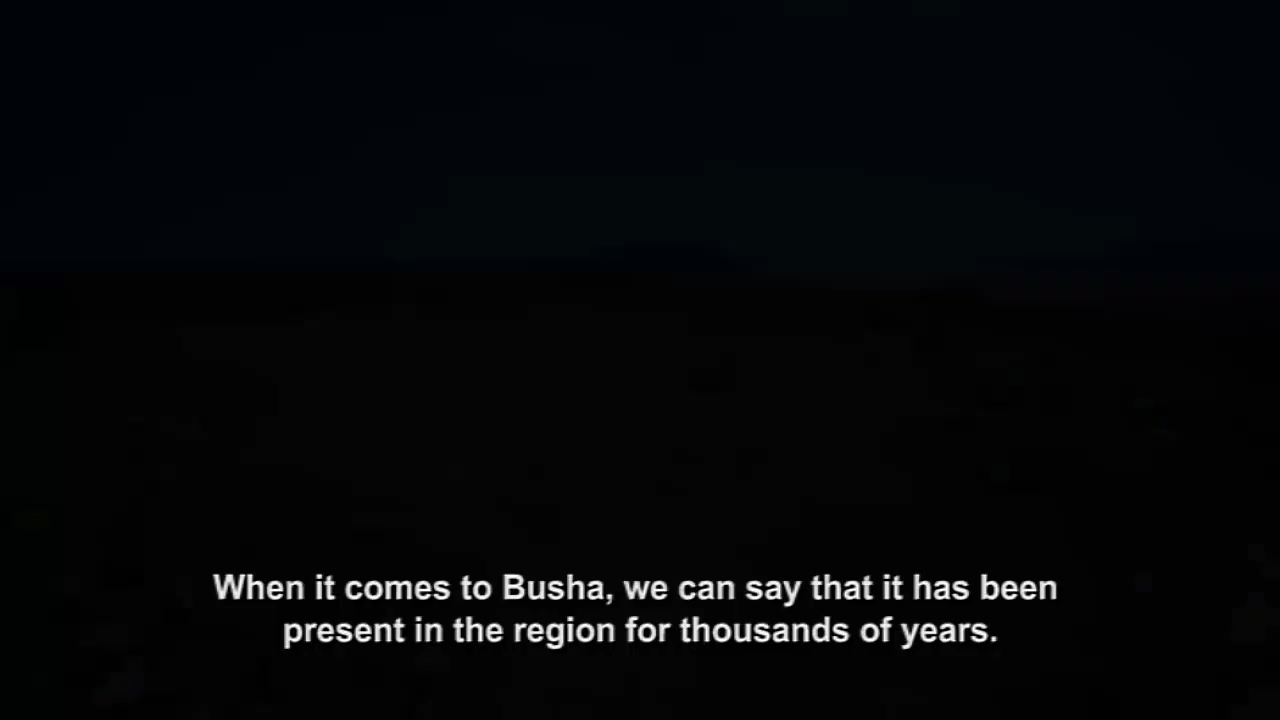 When it comes to Busha, we can say that it has been
present in the region for thousands of years.